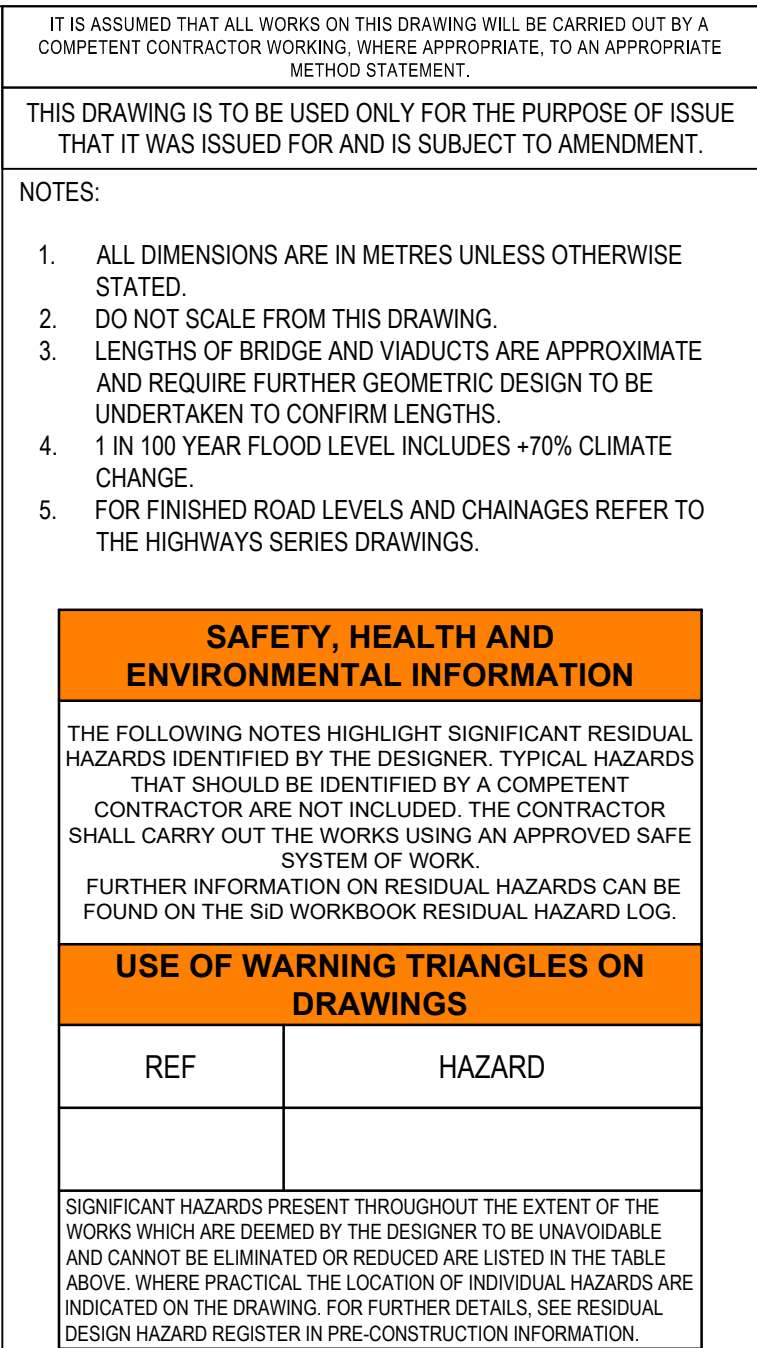 IT IS ASSUMED THAT ALL WORKS ON THIS DRAWING WILL BE CARRIED OUT BY A
COMPETENT CONTRACTOR WORKING, WHERE APPROPRIATE, TO AN APPROPRIATE
METHOD STATEMENT.
THIS DRAWING IS TO BE USED ONLY FOR THE PURPOSE OF ISSUE
THAT IT WAS ISSUED FOR AND IS SUBJECT TO AMENDMENT.
NOTES:
1. ALL DIMENSIONS ARE IN METRES UNLESS OTHERWISE
STATED.
2. DO NOT SCALE FROM THIS DRAWING.
3. LENGTHS OF BRIDGE AND VIADUCTS ARE APPROXIMATE
AND REQUIRE FURTHER GEOMETRIC DESIGN TO BE
UNDERTAKEN TO CONFIRM LENGTHS.
4. 1 IN 100 YEAR FLOOD LEVEL INCLUDES +70% CLIMATE
CHANGE.
5. FOR FINISHED ROAD LEVELS AND CHAINAGES REFER TO
THE HIGHWAYS SERIES DRAWINGS.
SAFETY, HEALTH AND
ENVIRONMENTAL INFORMATION
THE FOLLOWING NOTES HIGHLIGHT SIGNIFICANT RESIDUAL
HAZARDS IDENTIFIED BY THE DESIGNER. TYPICAL HAZARDS
THAT SHOULD BE IDENTIFIED BY A COMPETENT
CONTRACTOR ARE NOT INCLUDED. THE CONTRACTOR
SHALL CARRY OUT THE WORKS USING AN APPROVED SAFE
SYSTEM OF WORK.
FURTHER INFORMATION ON RESIDUAL HAZARDS CAN BE
FOUND ON THE SiD WORKBOOK RESIDUAL HAZARD LOG.
USE OF WARNING TRIANGLES ON
DRAWINGS
REF HAZARD
SIGNIFICANT HAZARDS PRESENT THROUGHOUT THE EXTENT OF THE
WORKS WHICH ARE DEEMED BY THE DESIGNER TO BE UNAVOIDABLE
AND CANNOT BE ELIMINATED OR REDUCED ARE LISTED IN THE TABLE
ABOVE. WHERE PRACTICAL THE LOCATION OF INDIVIDUAL HAZARDS ARE
INDICATED ON THE DRAWING. FOR FURTHER DETAILS, SEE RESIDUAL
DESIGN HAZARD REGISTER IN PRE-CONSTRUCTION INFORMATION.